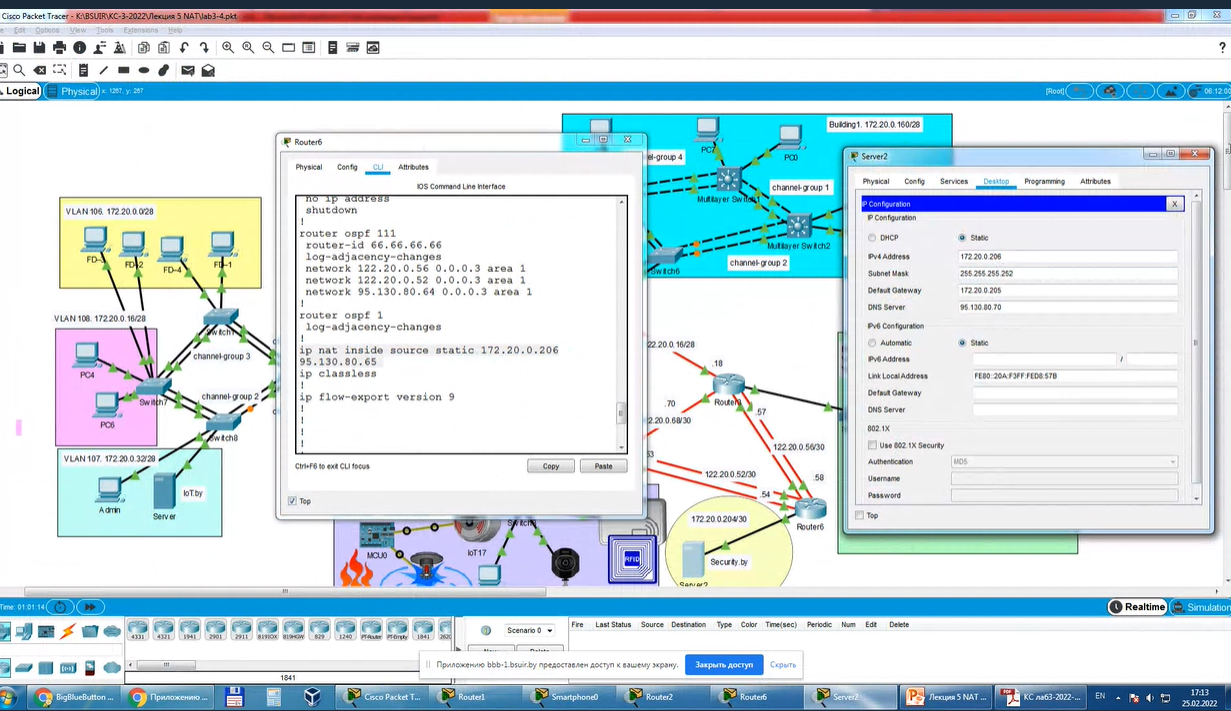 Cisco Packet Tracer - K:\BSUIR\KC-3-2022\Лекция 5 NAT\lab3-4.pkt
Edit Options View Tools Extensions Help
Logical
Physical x: 1267, y: 267
[Root]
06:12:00
VLAN 106. 172.20.0.0/28
FD-2
FD-4
FD-1
Switch1
VLAN 108. 172.20.0.16/28
channel-group 3
PC4
Switch7
channel-group 2
PC6
Switch8
VLAN 107. 172.20.0.32/28
Admin
Server
IoT.by
Router6
Physical Config CLI Attributes
IOS Command Line Interface
no ip address
shutdown
!
router ospf 111
router-id 66.66.66.66
log-adjacency-changes
network 122.20.0.56 0.0.0.3 area 1
network 122.20.0.52 0.0.0.3 area 1
network 95.130.80.64 0.0.0.3 area 1
!
router ospf 1
log-adjacency-changes
!
ip nat inside source static 172.20.0.206
95.130.80.65
ip classless
!
ip flow-export version 9
!
!
!
!
Ctrl+F6 to exit CLI focus
Copy
Paste
Top
Building1. 172.20.0.160/28
nel-group 4
PC7
PC0
channel-group 1
Multilayer Switch1
Multilayer Switch2
Switch6
channel-group 2
22.20.0.16/28
.18
.70
.57
2.20.0.68/30
122.20.0.56/30
122.20.0.52/30
.58
.54
172.20.0.204/30
Router6
Security.by
Server2
MCU0
IoT17
RFID
Server2
Physical Config Services Desktop Programming Attributes
IP Configuration
X
IP Configuration
DHCP
Static
IPv4 Address
172.20.0.206
Subnet Mask
255.255.255.252
Default Gateway
172.20.0.205
DNS Server
95.130.80.70
IPv6 Configuration
Automatic
Static
IPv6 Address
/
Link Local Address
FE80::20A:F3FF:FED8:57B
Default Gateway
DNS Server
802.1X
Use 802.1X Security
Authentication
MD5
Username
Password
Top
Time: 01:01:14
Realtime
Simulation
4331 4321 1941 2901 2911 819IOX 819HGW 829 1240 PT-Router PT-Empty 1841
1841
Scenario 0
Fire Last Status Source Destination Type Color Time(sec) Periodic Num Edit Delete
Приложению bbb-1.bsuir.by предоставлен доступ к вашему экрану.
Закрыть доступ
Скрыть
BigBlueButton ...
Приложению ...
Cisco Packet T...
Router1
Smartphone0
Router2
Router6
Server2
Лекция 5 NAT ...
КС лаб3-2022-...
EN
17:13
25.02.2022